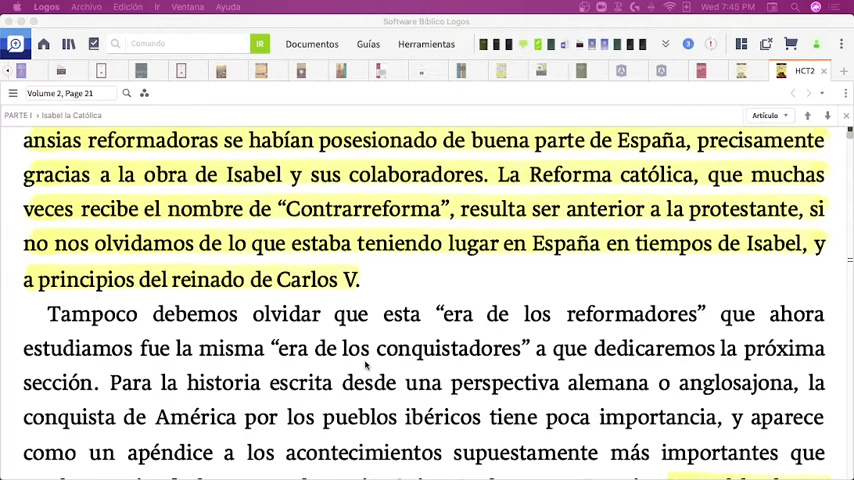 Logos Archivo Edición Ir Ventana Ayuda Wed 7:45 PM
Software Bíblico Logos
Comando IR Documentos Guías Herramientas 3
HCT2
Volume 2, Page 21
PARTE I › Isabel la Católica Artículo
ansias reformadoras se habían posesionado de buena parte de España, precisamente
gracias a la obra de Isabel y sus colaboradores. La Reforma católica, que muchas
veces recibe el nombre de “Contrarreforma”, resulta ser anterior a la protestante, si
no nos olvidamos de lo que estaba teniendo lugar en España en tiempos de Isabel, y
a principios del reinado de Carlos V.
Tampoco debemos olvidar que esta “era de los reformadores” que ahora
estudiamos fue la misma “era de los conquistadores” a que dedicaremos la próxima
sección. Para la historia escrita desde una perspectiva alemana o anglosajona, la
conquista de América por los pueblos ibéricos tiene poca importancia, y aparece
como un apéndice a los acontecimientos supuestamente más importantes que